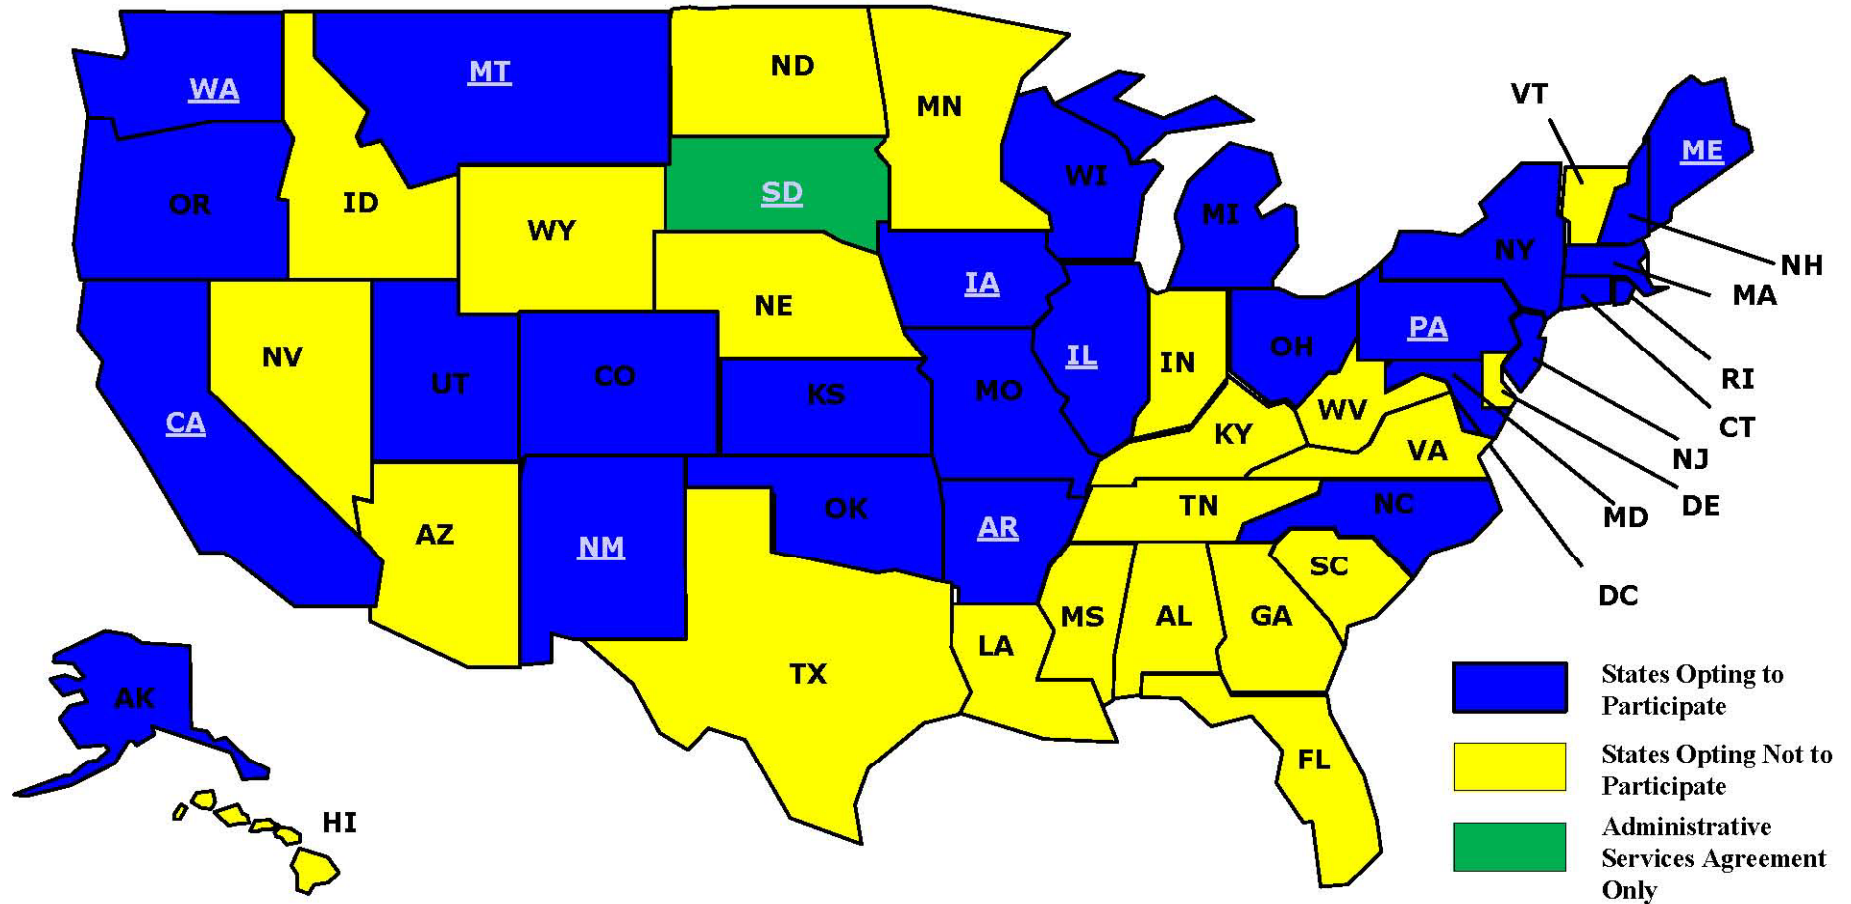 WA
MT
ND
MN
VT
ME
OR
ID
WY
SD
WI
MI
NY
NH
MA
NV
UT
CO
NE
IA
IL
IN
OH
PA
RI
CT
CA
KS
MO
KY
WV
VA
NJ
DE
MD
DC
AZ
NM
OK
AR
TN
NC
SC
MS
AL
GA
LA
TX
FL
AK
HI
States Opting to
Participate
States Opting Not to
Participate
Administrative
Services Agreement
Only